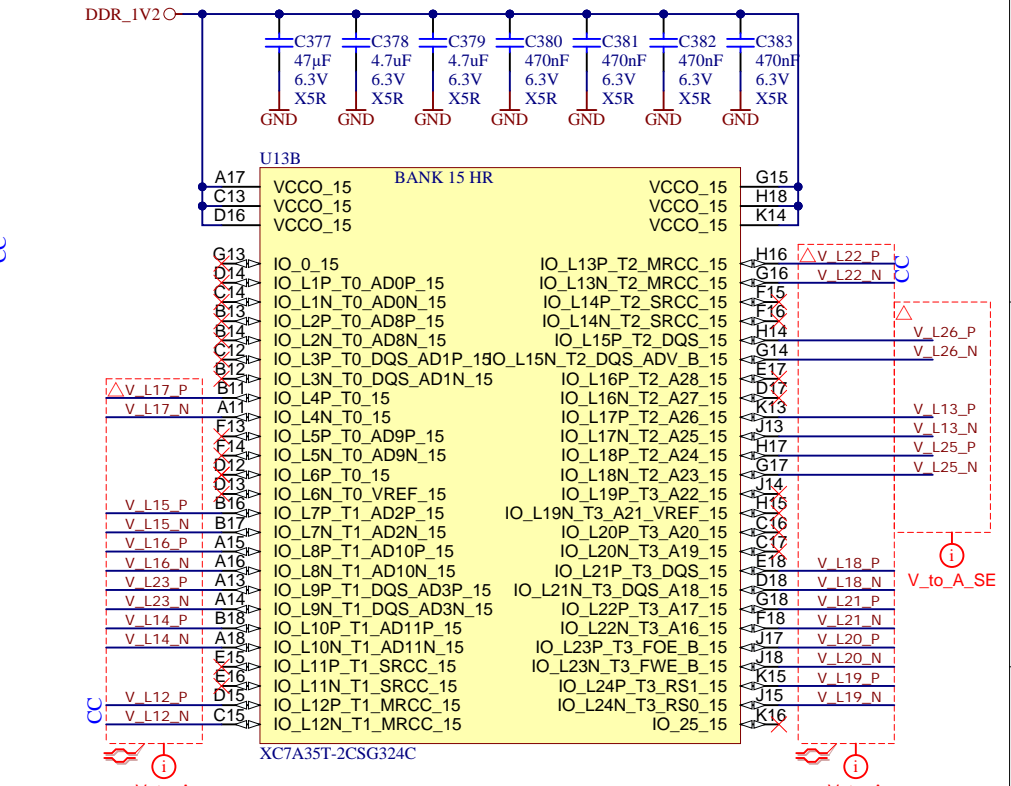 DDR_1V2
C377
47µF
6.3V
X5R
GND
C378
4.7uF
6.3V
X5R
GND
C379
4.7uF
6.3V
X5R
GND
C380
470nF
6.3V
X5R
GND
C381
470nF
6.3V
X5R
GND
C382
470nF
6.3V
X5R
GND
C383
470nF
6.3V
X5R
GND
U13B
BANK 15 HR
A17 VCCO_15 VCCO_15 G15
C13 VCCO_15 VCCO_15 H18
D16 VCCO_15 VCCO_15 K14
CC
G13 IO_0_15 IO_L13P_T2_MRCC_15 H16 V_L22_P
D14 IO_L1P_T0_AD0P_15 IO_L13N_T2_MRCC_15 G16 V_L22_N
CC
C14 IO_L1N_T0_AD0N_15 IO_L14P_T2_SRCC_15 F15
B13 IO_L2P_T0_AD8P_15 IO_L14N_T2_SRCC_15 F16
B14 IO_L2N_T0_AD8N_15 IO_L15P_T2_DQS_15 H14 V_L26_P
C12 IO_L3P_T0_DQS_AD1P_15 IO_L15N_T2_DQS_ADV_B_15 G14 V_L26_N
B12 IO_L3N_T0_DQS_AD1N_15 IO_L16P_T2_A28_15 E17
V_L17_P B11 IO_L4P_T0_15 IO_L16N_T2_A27_15 D17
V_L17_N A11 IO_L4N_T0_15 IO_L17P_T2_A26_15 K13 V_L13_P
F13 IO_L5P_T0_AD9P_15 IO_L17N_T2_A25_15 J13 V_L13_N
F14 IO_L5N_T0_AD9N_15 IO_L18P_T2_A24_15 H17 V_L25_P
D12 IO_L6P_T0_15 IO_L18N_T2_A23_15 G17 V_L25_N
D13 IO_L6N_T0_VREF_15 IO_L19P_T3_A22_15 J14
V_L15_P B16 IO_L7P_T1_AD2P_15 IO_L19N_T3_A21_VREF_15 H15
V_L15_N B17 IO_L7N_T1_AD2N_15 IO_L20P_T3_A20_15 C16
V_L16_P A15 IO_L8P_T1_AD10P_15 IO_L20N_T3_A19_15 C17
V_L16_N A16 IO_L8N_T1_AD10N_15 IO_L21P_T3_DQS_15 E18 V_L18_P
V_L23_P A13 IO_L9P_T1_DQS_AD3P_15 IO_L21N_T3_DQS_A18_15 D18 V_L18_N
V_L23_N A14 IO_L9N_T1_DQS_AD3N_15 IO_L22P_T3_A17_15 G18 V_L21_P
V_L14_P B18 IO_L10P_T1_AD11P_15 IO_L22N_T3_A16_15 F18 V_L21_N
V_L14_N A18 IO_L10N_T1_AD11N_15 IO_L23P_T3_FOE_B_15 J17 V_L20_P
E15 IO_L11P_T1_SRCC_15 IO_L23N_T3_FWE_B_15 J18 V_L20_N
E16 IO_L11N_T1_SRCC_15 IO_L24P_T3_RS1_15 K15 V_L19_P
V_L12_P D15 IO_L12P_T1_MRCC_15 IO_L24N_T3_RS0_15 J15 V_L19_N
V_L12_N C15 IO_L12N_T1_MRCC_15 IO_25_15 K16
CC
i
V_to_A_SE
XC7A35T-2CSG324C
i
i